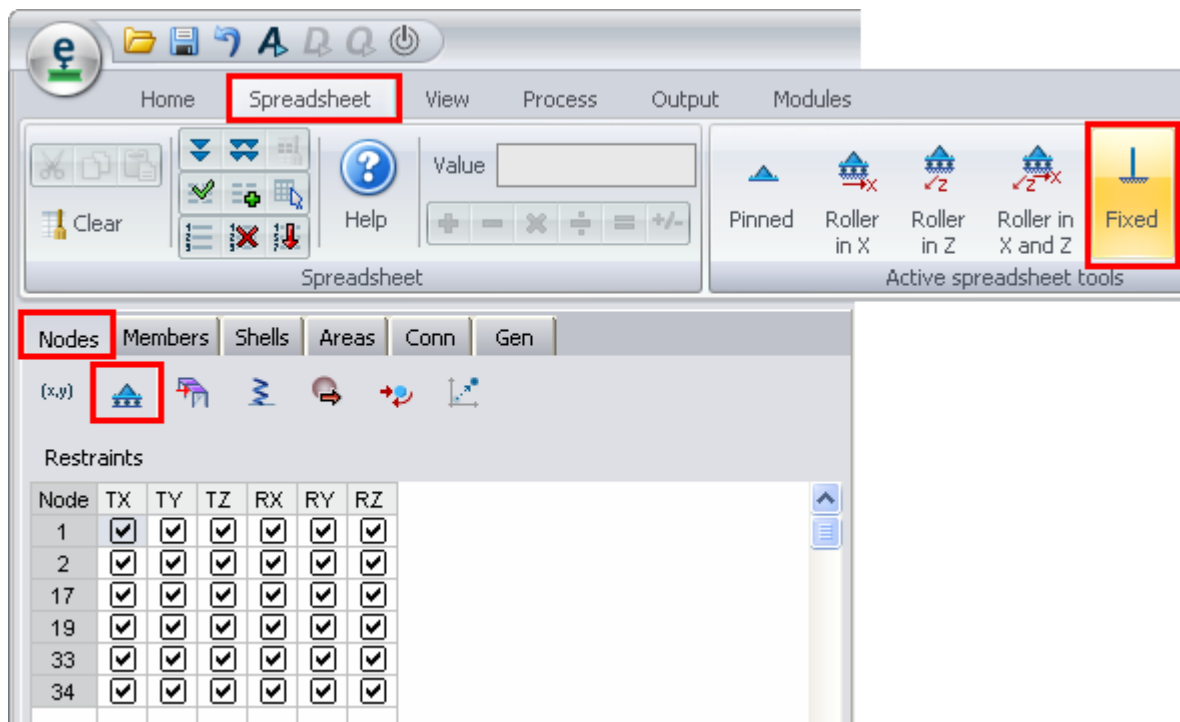 Home Spreadsheet View Process Output Modules
Value
Clear
Help
Pinned
Roller
in X
Roller
in Z
Roller in
X and Z
Fixed
Spreadsheet
Active spreadsheet tools
Nodes Members Shells Areas Conn Gen
(x,y)
Restraints
Node TX TY TZ RX RY RZ
1
2
17
19
33
34